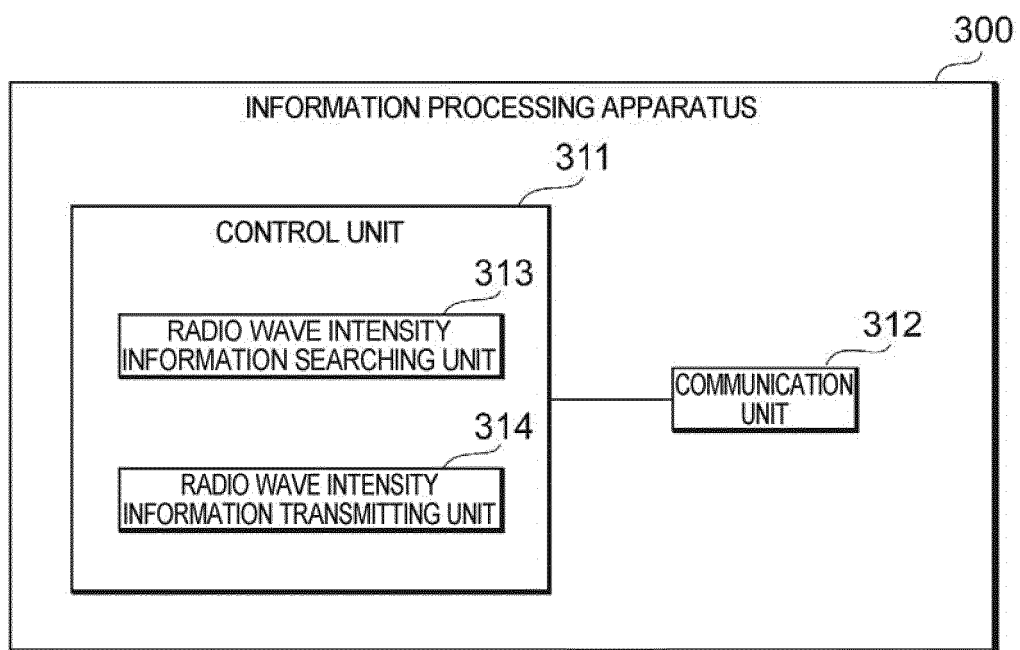 300
INFORMATION PROCESSING APPARATUS
311
CONTROL UNIT
313
RADIO WAVE INTENSITY
INFORMATION SEARCHING UNIT
312
COMMUNICATION
UNIT
314
RADIO WAVE INTENSITY
INFORMATION TRANSMITTING UNIT